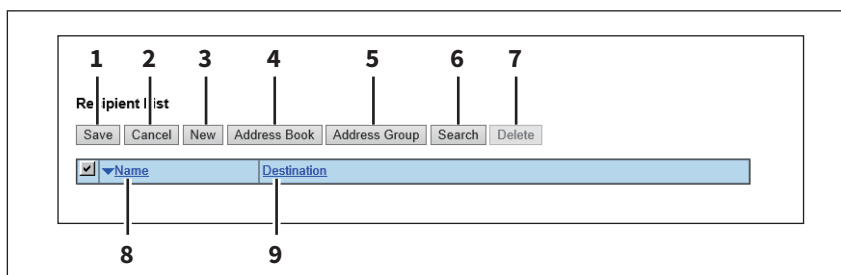 1 2 3 4 5 6 7
Recipient List
Save Cancel New Address Book Address Group Search Delete
Name Destination
8 9